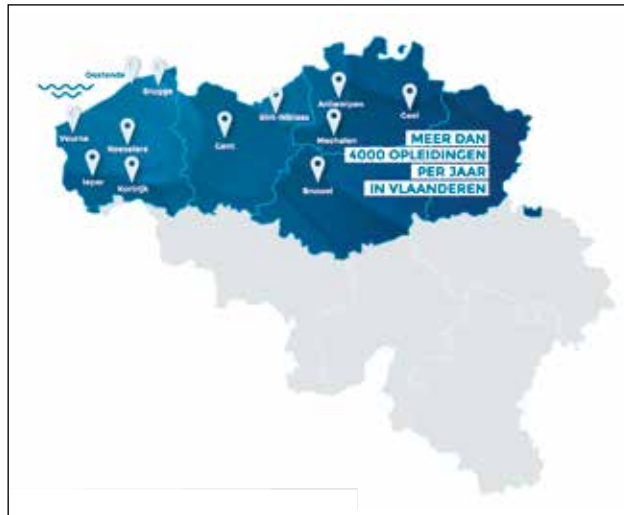 Oostende
Brugge
Antwerpen
Geel
Sint-Niklaas
Veurne
Roeselare
Gent
Mechelen
MEER DAN
4000 OPLEIDINGEN
PER JAAR
IN VLAANDEREN
Ieper
Kortrijk
Brussel